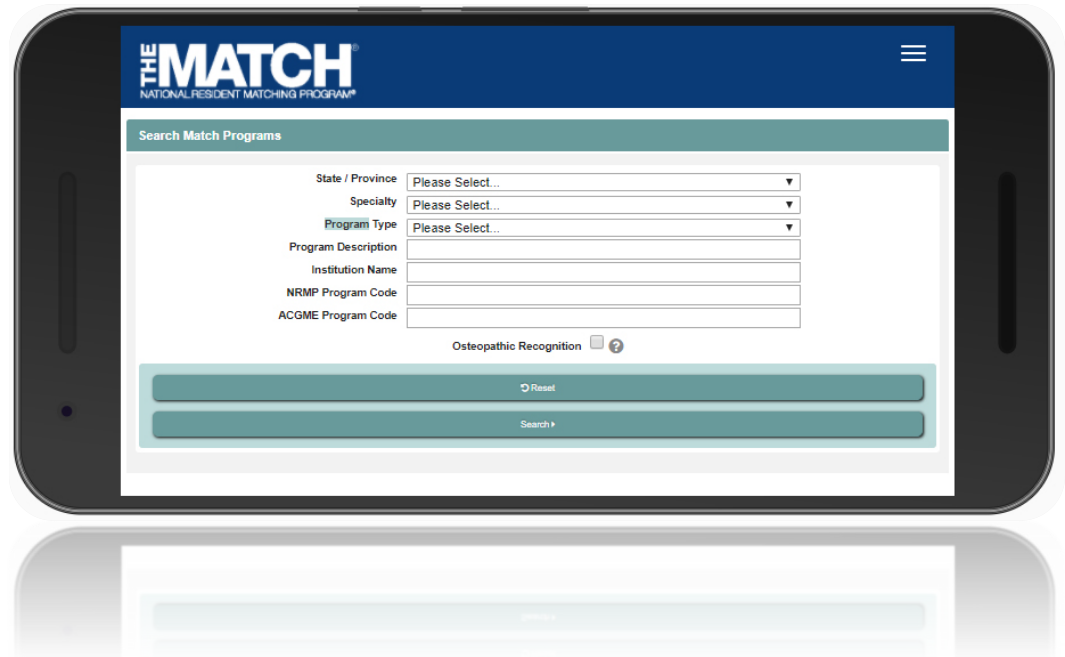 THE MATCH®
NATIONAL RESIDENT MATCHING PROGRAM®
Search Match Programs
State / Province Please Select...
Specialty Please Select...
Program Type Please Select...
Program Description
Institution Name
NRMP Program Code
ACGME Program Code
Osteopathic Recognition ?
Reset
Search